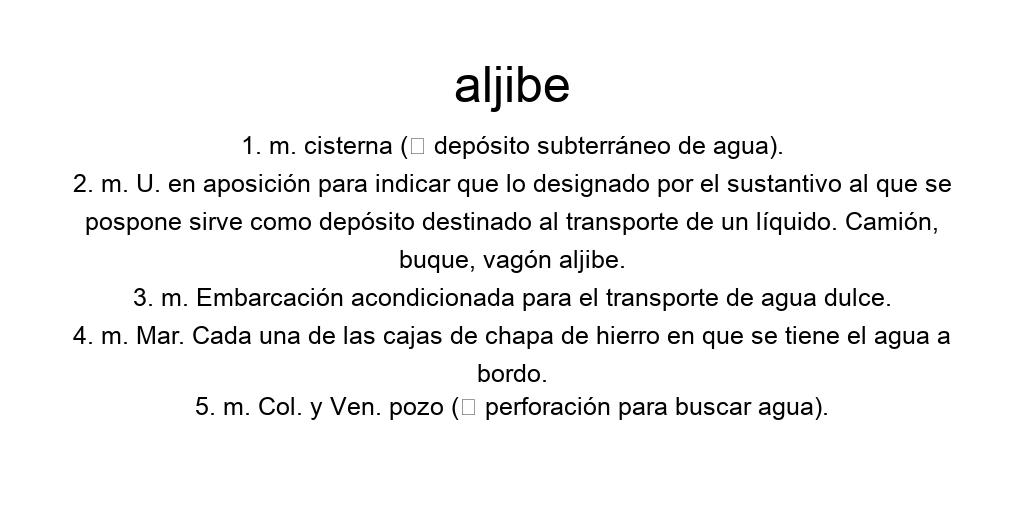 aljibe
1. m. cisterna (□ depósito subterráneo de agua).
2. m. U. en aposición para indicar que lo designado por el sustantivo al que se
pospone sirve como depósito destinado al transporte de un líquido. Camión,
buque, vagón aljibe.
3. m. Embarcación acondicionada para el transporte de agua dulce.
4. m. Mar. Cada una de las cajas de chapa de hierro en que se tiene el agua a
bordo.
5. m. Col. y Ven. pozo (□ perforación para buscar agua).